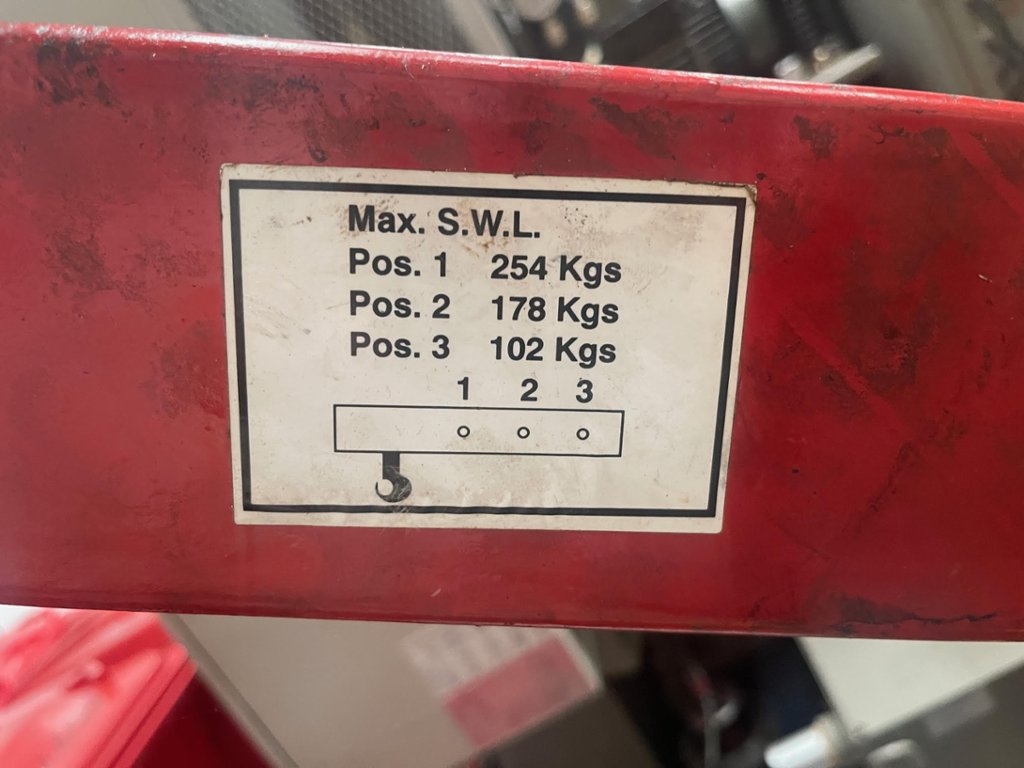 Max. S.W.L.
Pos. 1 254 Kgs
Pos. 2 178 Kgs
Pos. 3 102 Kgs
1 2 3